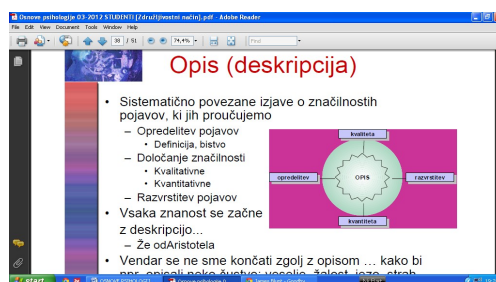 Osnove psihologije 03-2012 STUDENTI [Združljivostni način].pdf - Adobe Reader
File Edit View Document Tools Window Help
38 / 51 74,4% Find
Opis (deskripcija)
• Sistematično povezane izjave o značilnostih
pojavov, ki jih proučujemo
– Opredelitev pojavov
• Definicija, bistvo
– Določanje značilnosti
• Kvalitativne
• Kvantitativne
– Razvrstitev pojavov
kvaliteta
opredelitev OPIS razvrstitev
kvantiteta
• Vsaka znanost se začne
z deskripcijo...
– Že odAristotela
• Vendar se ne sme končati zgolj z opisom … kako bi
npr. opisali neko čustvo: veselje, žalost, jezo, strah
start